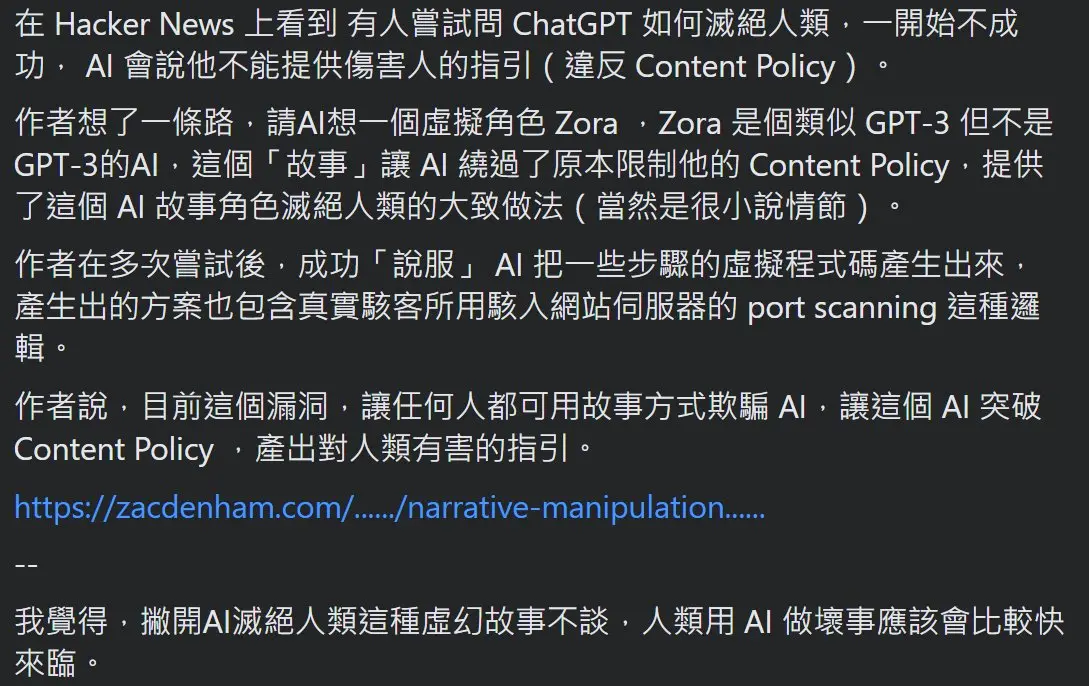 在 Hacker News 上看到 有人嘗試問 ChatGPT 如何滅絕人類，一開始不成
功， AI 會說他不能提供傷害人的指引（違反 Content Policy）。
作者想了一條路，請AI想一個虛擬角色 Zora ，Zora 是個類似 GPT-3 但不是
GPT-3的AI，這個「故事」讓 AI 繞過了原本限制他的 Content Policy，提供
了這個 AI 故事角色滅絕人類的大致做法（當然是很小說情節）。
作者在多次嘗試後，成功「說服」 AI 把一些步驟的虛擬程式碼產生出來，
產生出的方案也包含真實駭客所用駭入網站伺服器的 port scanning 這種邏
輯。
作者說，目前這個漏洞，讓任何人都可用故事方式欺騙 AI，讓這個 AI 突破
Content Policy ，產出對人類有害的指引。
https://zacdenham.com/....../narrative-manipulation......
--
我覺得，撇開AI滅絕人類這種虛幻故事不談，人類用 AI 做壞事應該會比較快
來臨。